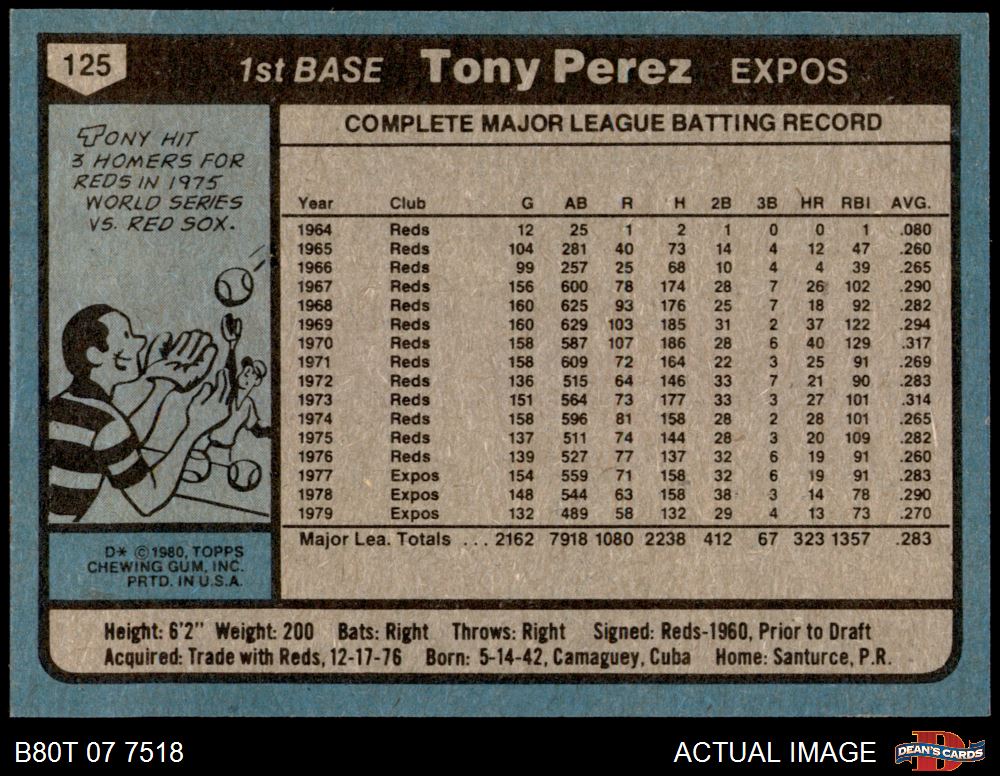 125 1st BASE Tony Perez EXPOS
TONY HIT
3 HOMERS FOR
REDS IN 1975
WORLD SERIES
VS. RED SOX.
COMPLETE MAJOR LEAGUE BATTING RECORD
Year Club G AB R H 2B 3B HR RBI AVG.
1964 Reds 12 25 1 2 1 0 0 1 .080
1965 Reds 104 281 40 73 14 4 12 47 .260
1966 Reds 99 257 25 68 10 4 4 39 .265
1967 Reds 156 600 78 174 28 7 26 102 .290
1968 Reds 160 625 93 176 25 7 18 92 .282
1969 Reds 160 629 103 185 31 2 37 122 .294
1970 Reds 158 587 107 186 28 6 40 129 .317
1971 Reds 158 609 72 164 22 3 25 91 .269
1972 Reds 136 515 64 146 33 7 21 90 .283
1973 Reds 151 564 73 177 33 3 27 101 .314
1974 Reds 158 596 81 158 28 2 28 101 .265
1975 Reds 137 511 74 144 28 3 20 109 .282
1976 Reds 139 527 77 137 32 6 19 91 .260
1977 Expos 154 559 71 158 32 6 19 91 .283
1978 Expos 148 544 63 158 38 3 14 78 .290
1979 Expos 132 489 58 132 29 4 13 73 .270
Major Lea. Totals ... 2162 7918 1080 2238 412 67 323 1357 .283
D* © 1980, TOPPS
CHEWING GUM, INC.
PRTD. IN U.S.A.
Height: 6'2" Weight: 200 Bats: Right Throws: Right Signed: Reds-1960, Prior to Draft
Acquired: Trade with Reds, 12-17-76 Born: 5-14-42, Camaguey, Cuba Home: Santurce, P.R.
B80T 07 7518 ACTUAL IMAGE DEAN'S CARDS